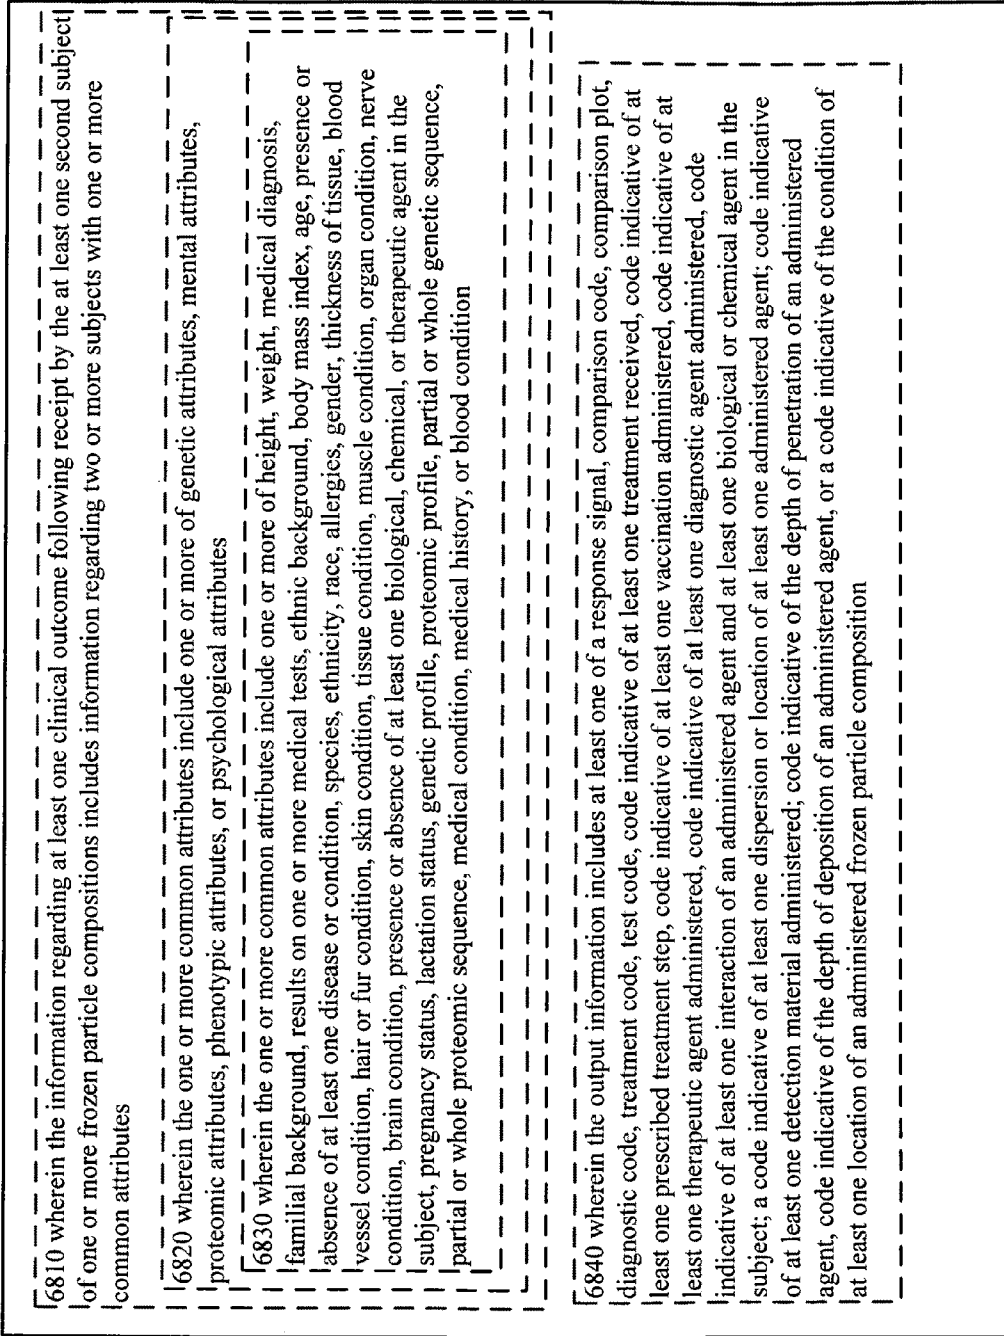 6810 wherein the information regarding at least one clinical outcome following receipt by the at least one second subject
of one or more frozen particle compositions includes information regarding two or more subjects with one or more
common attributes
6820 wherein the one or more common attributes include one or more of genetic attributes, mental attributes,
proteomic attributes, phenotypic attributes, or psychological attributes
6830 wherein the one or more common attributes include one or more of height, weight, medical diagnosis,
familial background, results on one or more medical tests, ethnic background, body mass index, age, presence or
absence of at least one disease or condition, species, ethnicity, race, allergies, gender, thickness of tissue, blood
vessel condition, hair or fur condition, skin condition, tissue condition, muscle condition, organ condition, nerve
condition, brain condition, presence or absence of at least one biological, chemical, or therapeutic agent in the
subject, pregnancy status, lactation status, genetic profile, proteomic profile, partial or whole genetic sequence,
partial or whole proteomic sequence, medical condition, medical history, or blood condition
6840 wherein the output information includes at least one of a response signal, comparison code, comparison plot,
diagnostic code, treatment code, test code, code indicative of at least one treatment received, code indicative of at
least one prescribed treatment step, code indicative of at least one vaccination administered, code indicative of at
least one therapeutic agent administered, code indicative of at least one diagnostic agent administered, code
indicative of at least one interaction of an administered agent and at least one biological or chemical agent in the
subject; a code indicative of at least one dispersion or location of at least one administered agent; code indicative
of at least one detection material administered; code indicative of the depth of penetration of an administered
agent, code indicative of the depth of deposition of an administered agent, or a code indicative of the condition of
at least one location of an administered frozen particle composition